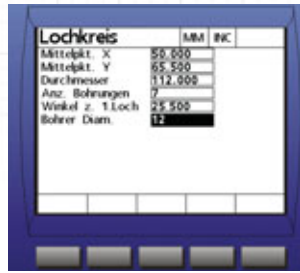 Lochkreis MM INC
Mittelpkt. X 50.000
Mittelpkt. Y 65.500
Durchmesser 112.000
Anz. Bohrungen 7
Winkel z. 1.Loch 25.500
Bohrer Diam. 12